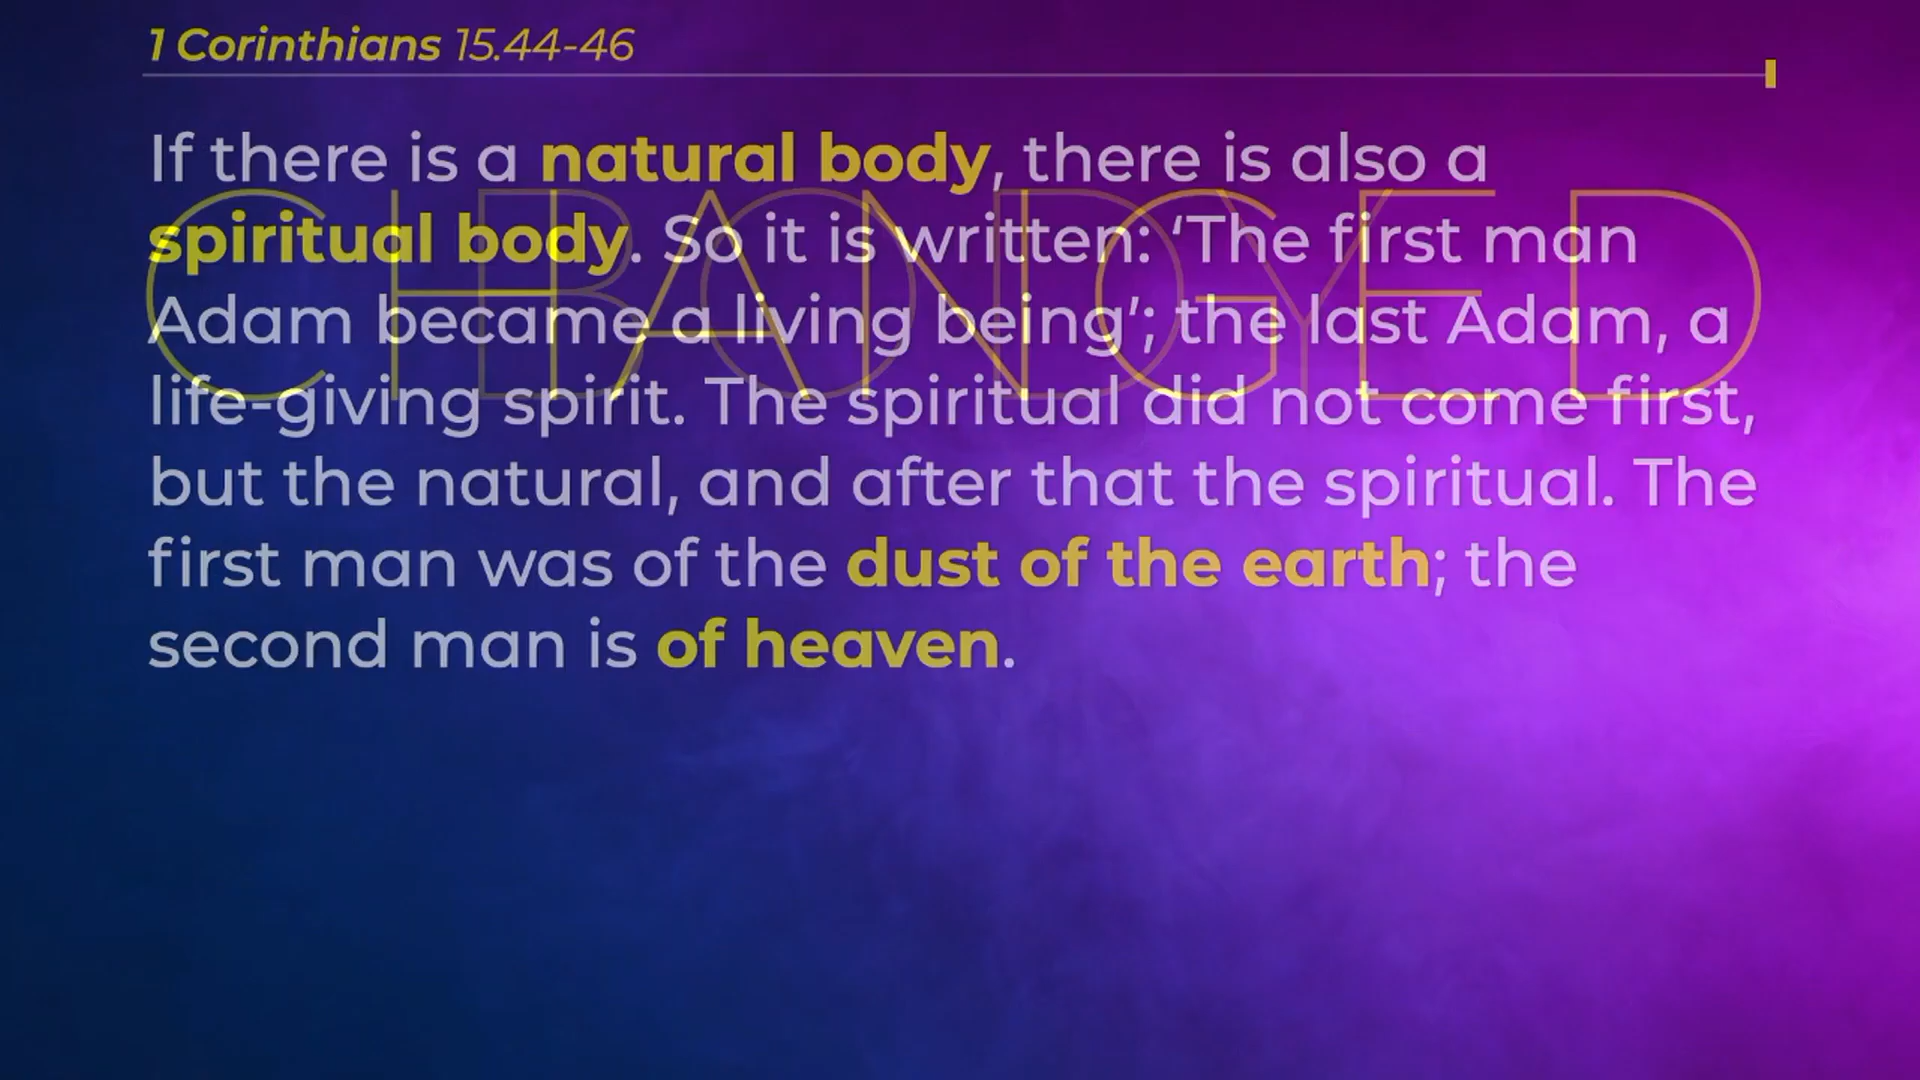 1 Corinthians 15.44-46
If there is a natural body, there is also a
spiritual body. So it is written: ‘The first man
Adam became a living being’; the last Adam, a
life-giving spirit. The spiritual did not come first,
but the natural, and after that the spiritual. The
first man was of the dust of the earth; the
second man is of heaven.
CHANGED
BODY